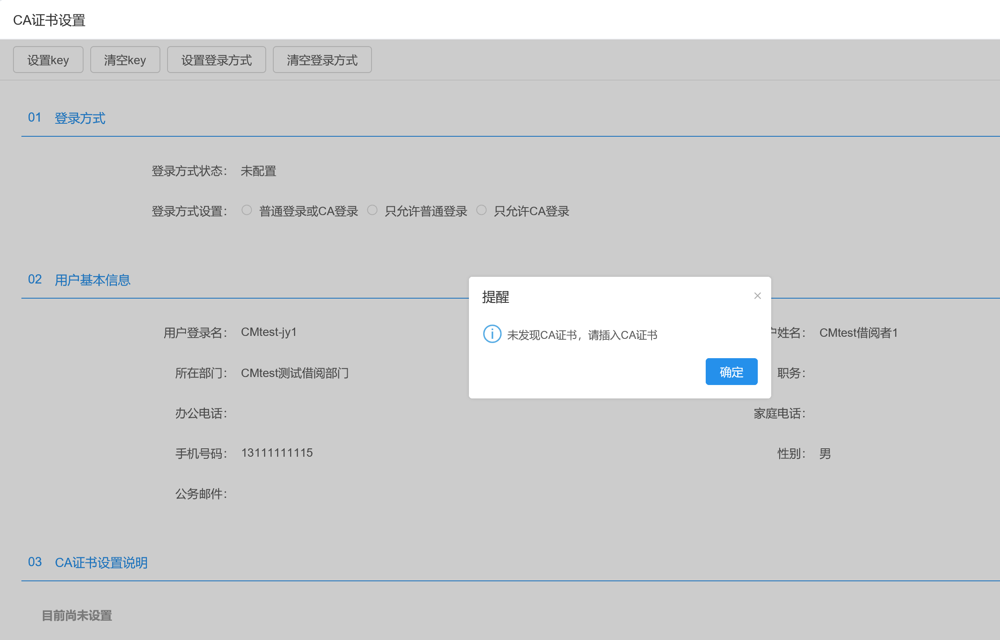 CA证书设置
设置key 清空key 设置登录方式 清空登录方式
01 登录方式
登录方式状态： 未配置
登录方式设置： 普通登录或CA登录 只允许普通登录 只允许CA登录
02 用户基本信息
提醒
用户登录名： CMtest-jy1
未发现CA证书，请插入CA证书
户姓名： CMtest借阅者1
确定
所在部门： CMtest测试借阅部门
职务：
办公电话： 家庭电话：
手机号码： 13111111115 性别： 男
公务邮件：
03 CA证书设置说明
目前尚未设置